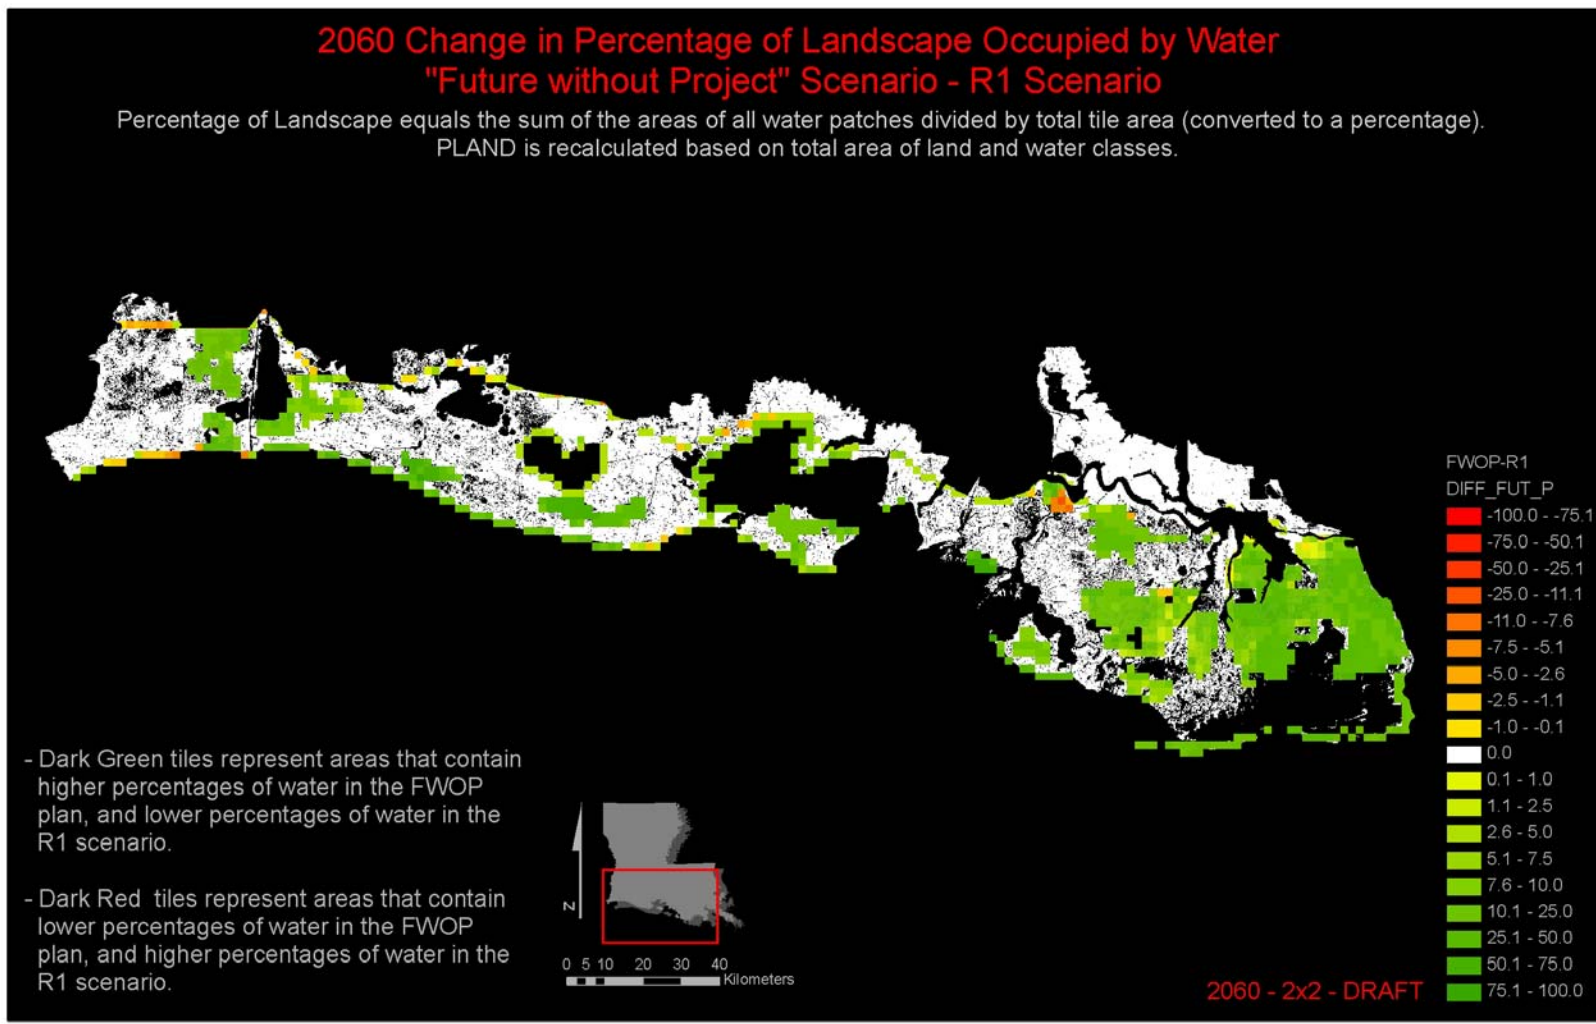 2060 Change in Percentage of Landscape Occupied by Water
"Future without Project" Scenario - R1 Scenario
Percentage of Landscape equals the sum of the areas of all water patches divided by total tile area (converted to a percentage).
PLAND is recalculated based on total area of land and water classes.
FWOP-R1
DIFF_FUT_P
-100.0 - -75.1
-75.0 - -50.1
-50.0 - -25.1
-25.0 - -11.1
-11.0 - -7.6
-7.5 - -5.1
-5.0 - -2.6
-2.5 - -1.1
-1.0 - -0.1
0.0
0.1 - 1.0
1.1 - 2.5
2.6 - 5.0
5.1 - 7.5
7.6 - 10.0
10.1 - 25.0
25.1 - 50.0
50.1 - 75.0
75.1 - 100.0
- Dark Green tiles represent areas that contain
higher percentages of water in the FWOP
plan, and lower percentages of water in the
R1 scenario.
- Dark Red tiles represent areas that contain
lower percentages of water in the FWOP
plan, and higher percentages of water in the
R1 scenario.
N
0 5 10 20 30 40
Kilometers
2060 - 2x2 - DRAFT